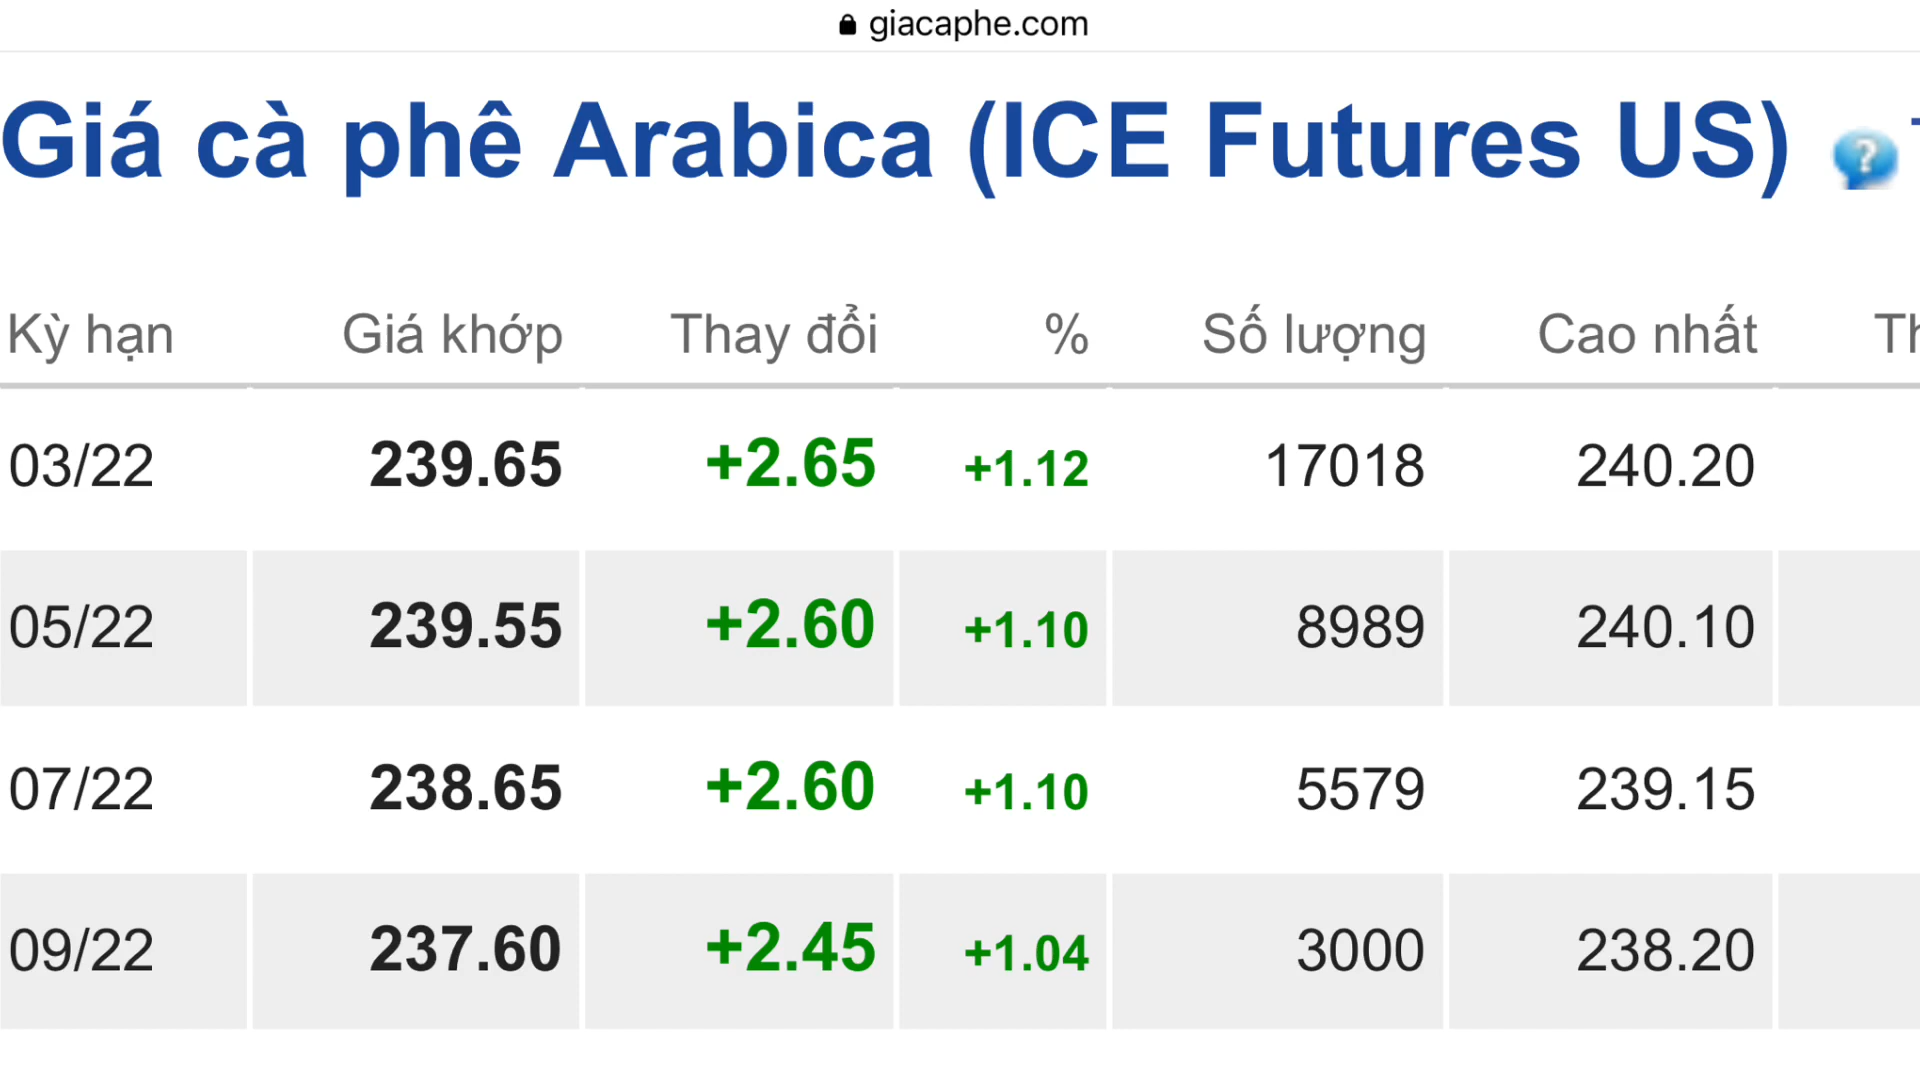 giacaphe.com
Giá cà phê Arabica (ICE Futures US)
Kỳ hạn Giá khớp Thay đổi % Số lượng Cao nhất
03/22 239.65 +2.65 +1.12 17018 240.20
05/22 239.55 +2.60 +1.10 8989 240.10
07/22 238.65 +2.60 +1.10 5579 239.15
09/22 237.60 +2.45 +1.04 3000 238.20